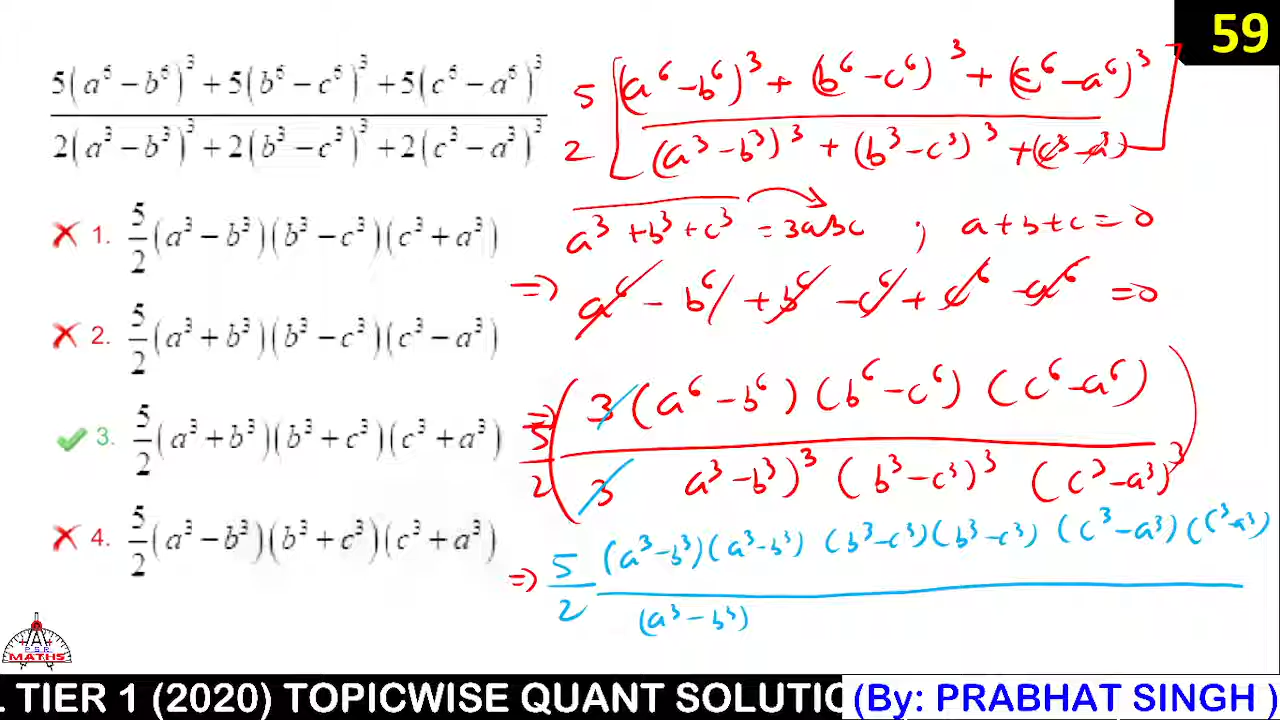 59
5(a⁶ − b⁶)³ + 5(b⁶ − c⁶)³ + 5(c⁶ − a⁶)³
2(a³ − b³)³ + 2(b³ − c³)³ + 2(c³ − a³)³
1. 5/2 (a³ − b³)(b³ − c³)(c³ + a³)
2. 5/2 (a³ + b³)(b³ − c³)(c³ − a³)
3. 5/2 (a³ + b³)(b³ + c³)(c³ + a³)
4. 5/2 (a³ − b³)(b³ + c³)(c³ + a³)
5 [(a⁶ − b⁶)³ + (b⁶ − c⁶)³ + (c⁶ − a⁶)³
2 (a³ − b³)³ + (b³ − c³)³ + (c³ − a³)]
a³ + b³ + c³ = 3abc ; a + b + c = 0
⇒ a⁶ − b⁶ + b⁶ − c⁶ + c⁶ − a⁶ = 0
⇒ 5 ( 3 (a⁶ − b⁶) (b⁶ − c⁶) (c⁶ − a⁶)
2 3 a³ − b³)³ (b³ − c³)³ (c³ − a³)³ )
⇒ 5 (a³ − b³)(a³ − b³) (b³ − c³)(b³ − c³) (c³ − a³)(c³ − a³)
2 (a³ − b³)
P S R
MATHS
. TIER 1 (2020) TOPICWISE QUANT SOLUTIO (By: PRABHAT SINGH )